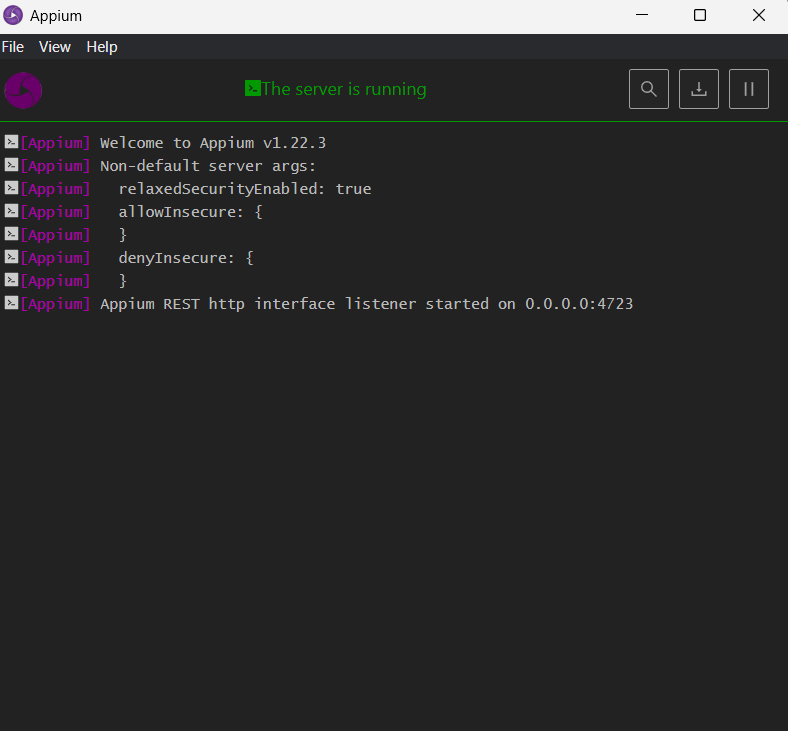 Appium
File View Help
The server is running
[Appium] Welcome to Appium v1.22.3
[Appium] Non-default server args:
[Appium]   relaxedSecurityEnabled: true
[Appium]   allowInsecure: {
[Appium]   }
[Appium]   denyInsecure: {
[Appium]   }
[Appium] Appium REST http interface listener started on 0.0.0.0:4723